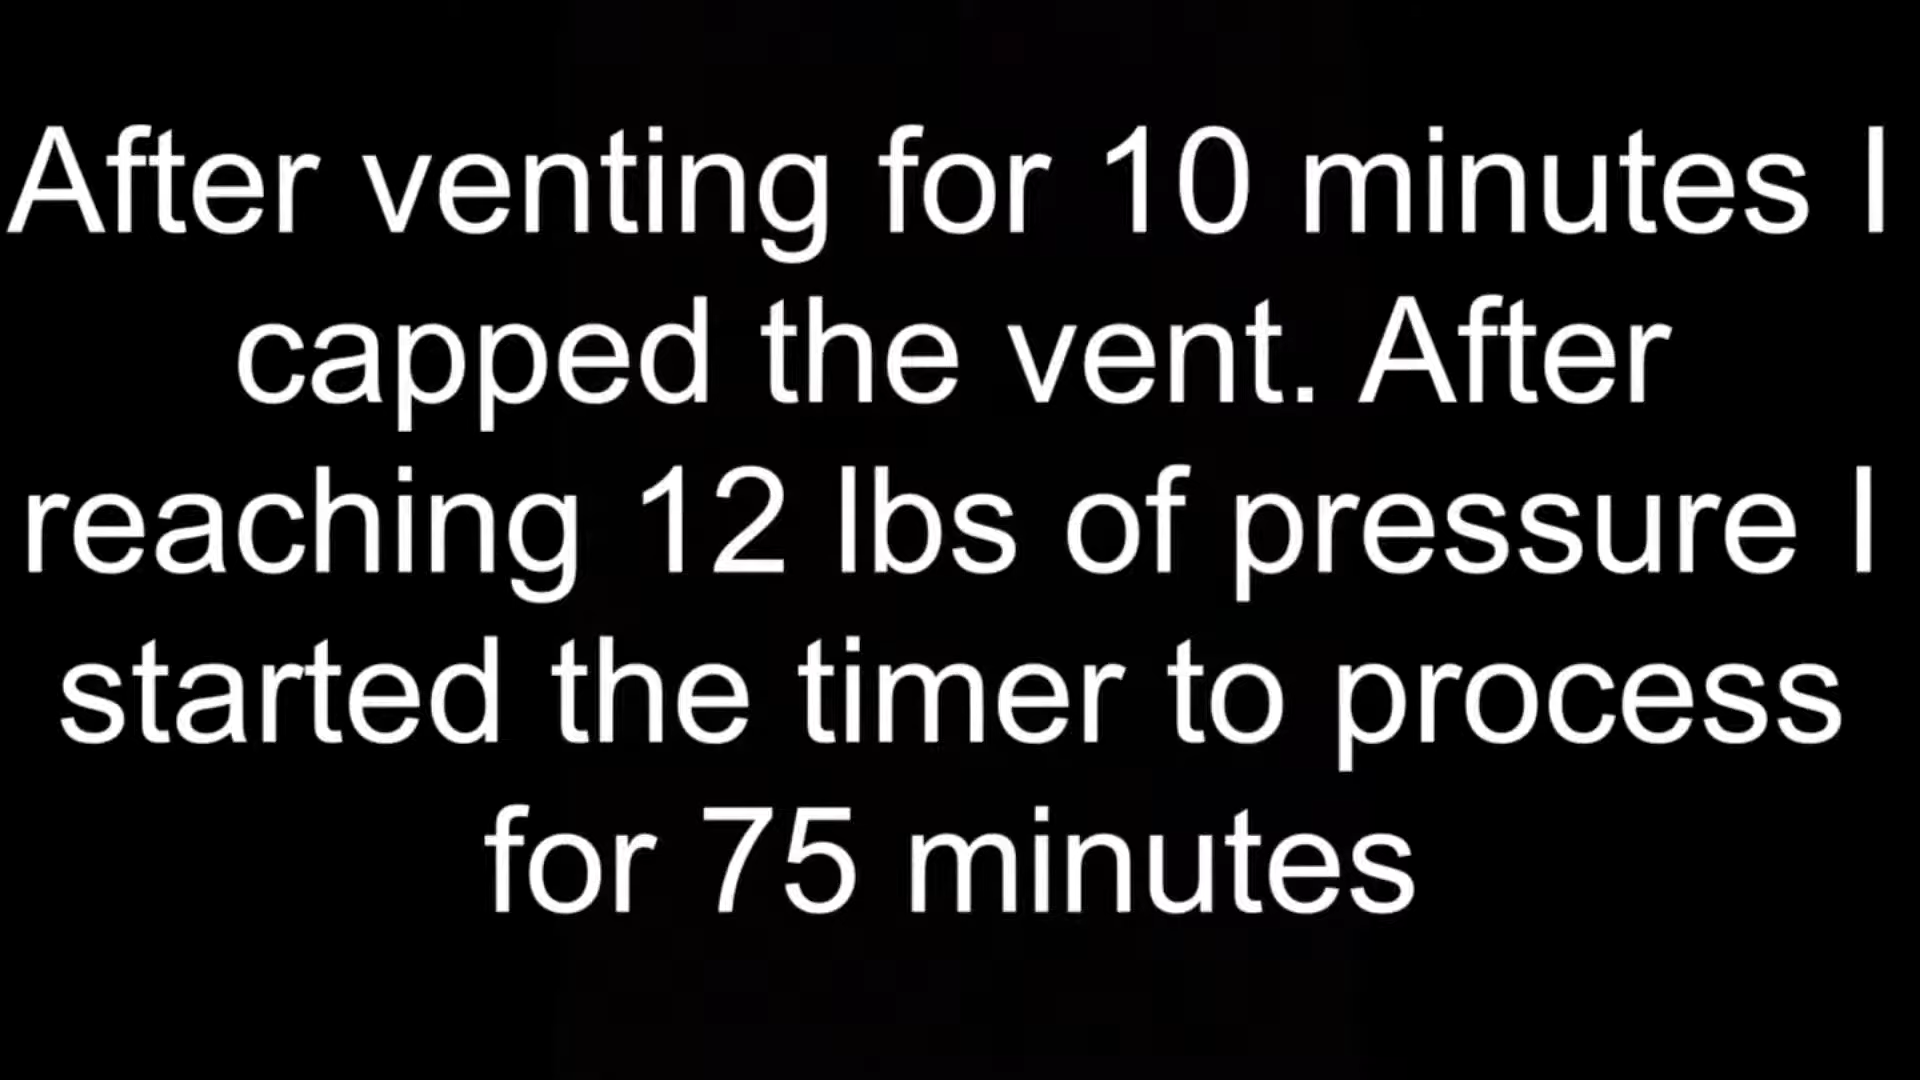 After venting for 10 minutes I
capped the vent. After
reaching 12 lbs of pressure I
started the timer to process
for 75 minutes